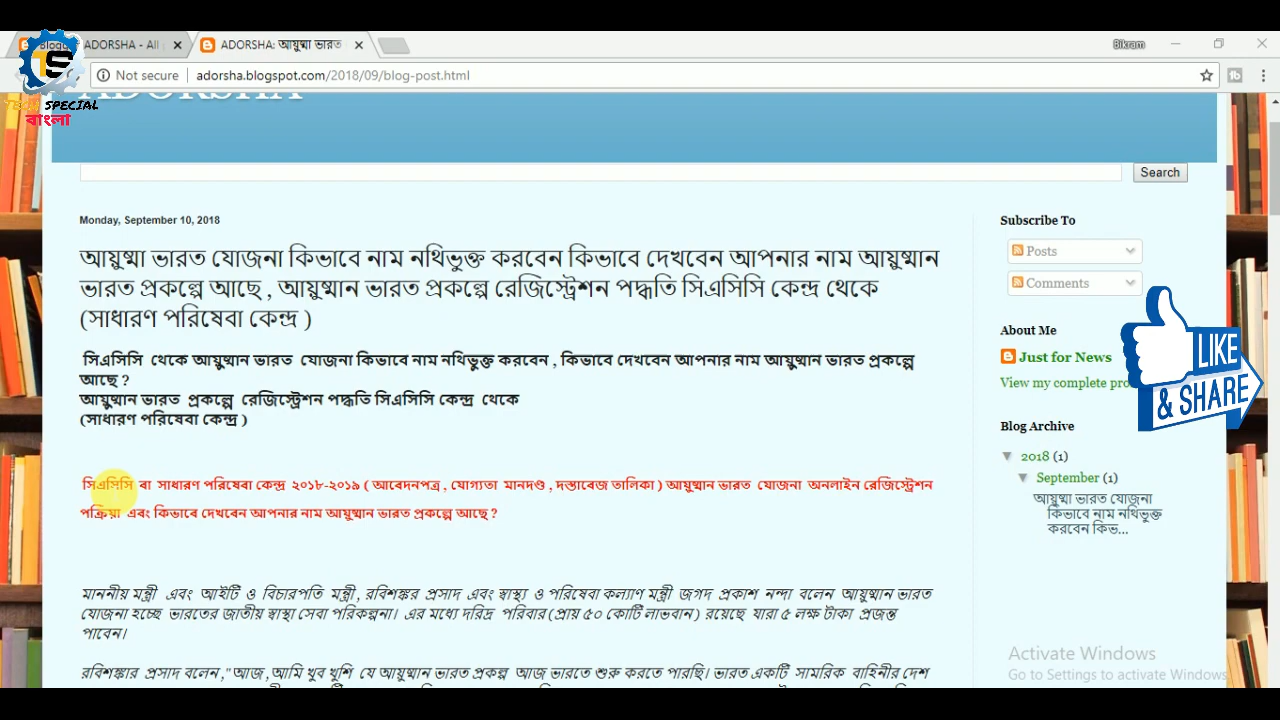 ADORSHA - All
ADORSHA: আয়ুষ্মা ভারত
Bikram
Not secure
adorsha.blogspot.com/2018/09/blog-post.html
TECH SPECIAL
বাংলা
ADORSHA
Search
Monday, September 10, 2018
আয়ুষ্মা ভারত যোজনা কিভাবে নাম নথিভুক্ত করবেন কিভাবে দেখবেন আপনার নাম আয়ুষ্মান
ভারত প্রকল্পে আছে , আয়ুষ্মান ভারত প্রকল্পে রেজিস্ট্রেশন পদ্ধতি সিএসিসি কেন্দ্র থেকে
(সাধারণ পরিষেবা কেন্দ্র )
সিএসিসি থেকে আয়ুষ্মান ভারত যোজনা কিভাবে নাম নথিভুক্ত করবেন , কিভাবে দেখবেন আপনার নাম আয়ুষ্মান ভারত প্রকল্পে
আছে ?
আয়ুষ্মান ভারত প্রকল্পে রেজিস্ট্রেশন পদ্ধতি সিএসিসি কেন্দ্র থেকে
(সাধারণ পরিষেবা কেন্দ্র )
সিএসিসি বা সাধারণ পরিষেবা কেন্দ্র ২০১৮-২০১৯ ( আবেদনপত্র , যোগ্যতা মানদণ্ড , দস্তাবেজ তালিকা ) আয়ুষ্মান ভারত যোজনা অনলাইন রেজিস্ট্রেশন
পক্রিয়া এবং কিভাবে দেখবেন আপনার নাম আয়ুষ্মান ভারত প্রকল্পে আছে ?
মাননীয় মন্ত্রী এবং আইটি ও বিচারপতি মন্ত্রী , রবিশঙ্কর প্রসাদ এবং স্বাস্থ্য ও পরিষেবা কল্যাণ মন্ত্রী জগদ প্রকাশ নন্দা বলেন আয়ুষ্মান ভারত
যোজনা হচ্ছে ভারতের জাতীয় স্বাস্থ্য সেবা পরিকল্পনা। এর মধ্যে দরিদ্র পরিবার (প্রায় ৫০ কোটি লাভবান ) রয়েছে যারা ৫ লক্ষ টাকা প্রজন্ত
পাবেন।
রবিশঙ্কার প্রসাদ বলেন ,"আজ ,আমি খুব খুশি যে আয়ুষ্মান ভারত প্রকল্প আজ ভারতে শুরু করতে পারছি। ভারত একটি সামরিক বাহিনীর দেশ
Subscribe To
Posts
Comments
About Me
Just for News
View my complete pro
Blog Archive
2018 (1)
September (1)
আয়ুষ্মা ভারত যোজনা
কিভাবে নাম নথিভুক্ত
করবেন কিভ...
LIKE
& SHARE
Activate Windows
Go to Settings to activate Windows.